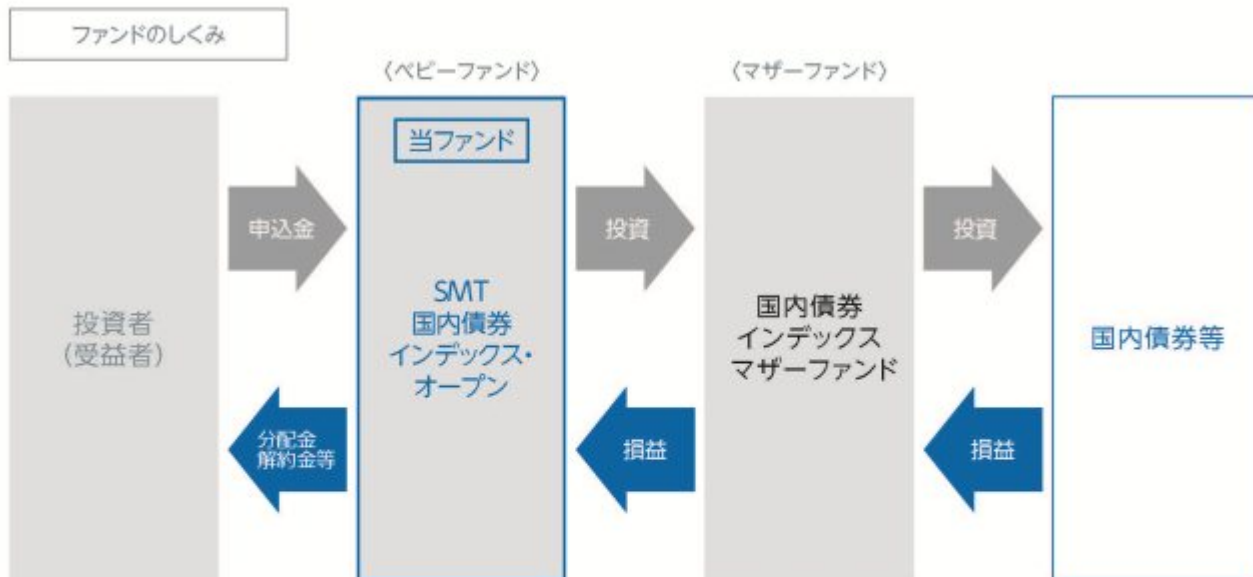 ファンドのしくみ
〈ベビーファンド〉
〈マザーファンド〉
当ファンド
申込金
投資
投資
投資者
(受益者)
SMT
国内債券
インデックス・
オープン
国内債券
インデックス
マザーファンド
国内債券等
分配金
解約金等
損益
損益